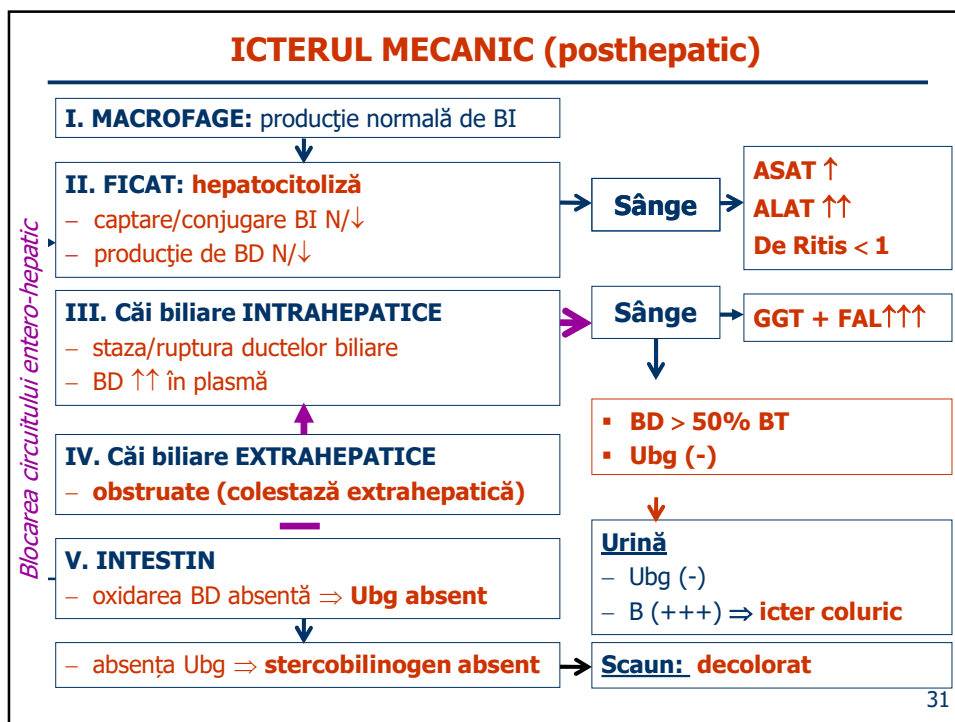 ICTERUL MECANIC (posthepatic)
I. MACROFAGE: producţie normală de BI
II. FICAT: hepatocitoliză
– captare/conjugare BI N/↓
– producţie de BD N/↓
Sânge
ASAT ↑
ALAT ↑↑
De Ritis < 1
Blocarea circuitului entero-hepatic
III. Căi biliare INTRAHEPATICE
– staza/ruptura ductelor biliare
– BD ↑↑ în plasmă
Sânge
GGT + FAL↑↑↑
▪ BD > 50% BT
▪ Ubg (-)
IV. Căi biliare EXTRAHEPATICE
– obstruate (colestază extrahepatică)
V. INTESTIN
– oxidarea BD absentă ⇒ Ubg absent
Urină
– Ubg (-)
– B (+++) ⇒ icter coluric
– absența Ubg ⇒ stercobilinogen absent
Scaun: decolorat
31